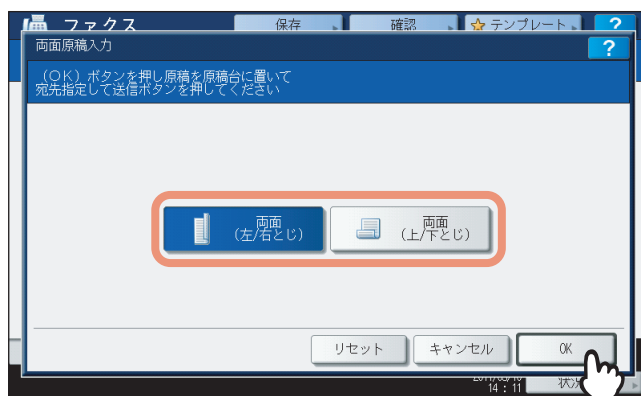 ファクス 保存 確認 テンプレート ?
両面原稿入力 ?
（OK）ボタンを押し原稿を原稿台に置いて
宛先指定して送信ボタンを押してください
両面 両面
(左/右とじ) (上/下とじ)
リセット キャンセル OK
14:11 状況